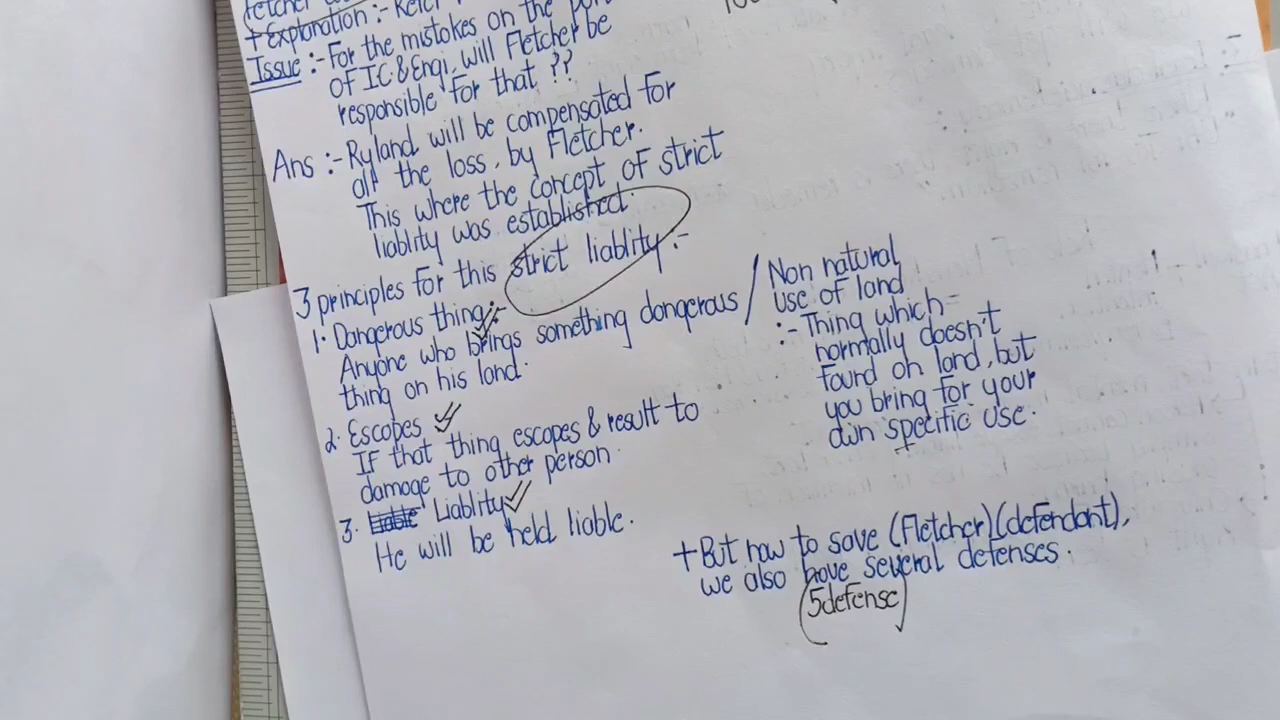 + Explanation :- Refer
Issue :- For the mistakes on the part
of IC & Engi, will Fletcher be
responsible for that ??
Ans :- Ryland will be compensated for
all the loss, by Fletcher.
This where the concept of strict
liablity was established.
3 principles for this strict liablity :-
1. Dangerous thing :-
Anyone who brings something dangerous
thing on his land.
/ Non natural
use of land
:- Thing which
normally doesn't
found on land, but
you bring for your
own specific use.
2. Escapes
If that thing escapes & result to
damage to other person.
3. Liablity
He will be held liable.
+ But now to save (Fletcher)(defendant),
we also have several defenses.
5 defense